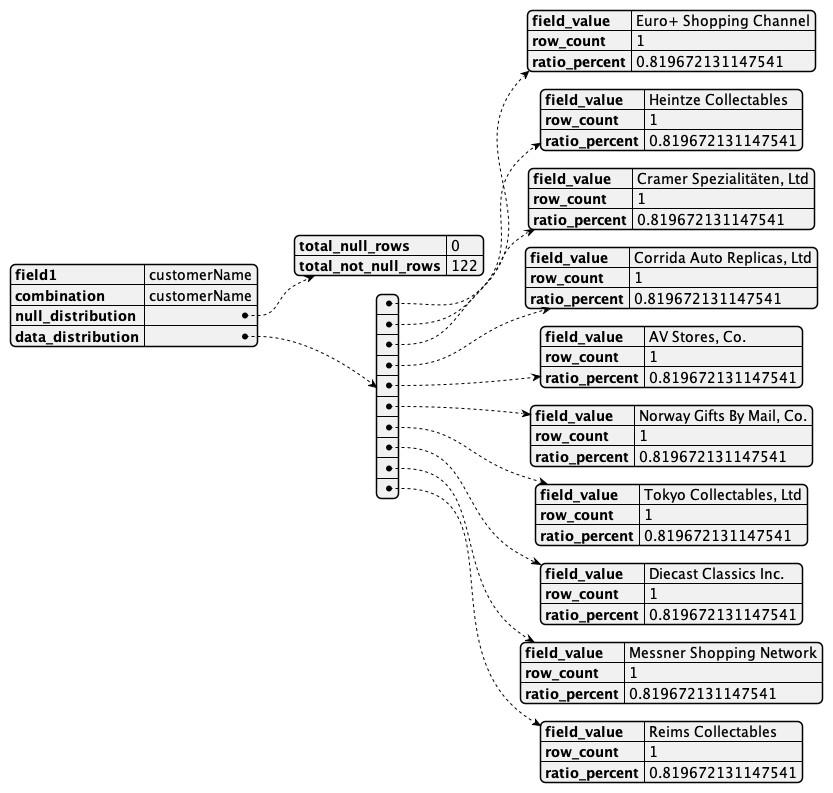 field1 customerName
combination customerName
null_distribution
data_distribution
total_null_rows 0
total_not_null_rows 122
field_value Euro+ Shopping Channel
row_count 1
ratio_percent 0.819672131147541
field_value Heintze Collectables
row_count 1
ratio_percent 0.819672131147541
field_value Cramer Spezialitäten, Ltd
row_count 1
ratio_percent 0.819672131147541
field_value Corrida Auto Replicas, Ltd
row_count 1
ratio_percent 0.819672131147541
field_value AV Stores, Co.
row_count 1
ratio_percent 0.819672131147541
field_value Norway Gifts By Mail, Co.
row_count 1
ratio_percent 0.819672131147541
field_value Tokyo Collectables, Ltd
row_count 1
ratio_percent 0.819672131147541
field_value Diecast Classics Inc.
row_count 1
ratio_percent 0.819672131147541
field_value Messner Shopping Network
row_count 1
ratio_percent 0.819672131147541
field_value Reims Collectables
row_count 1
ratio_percent 0.819672131147541